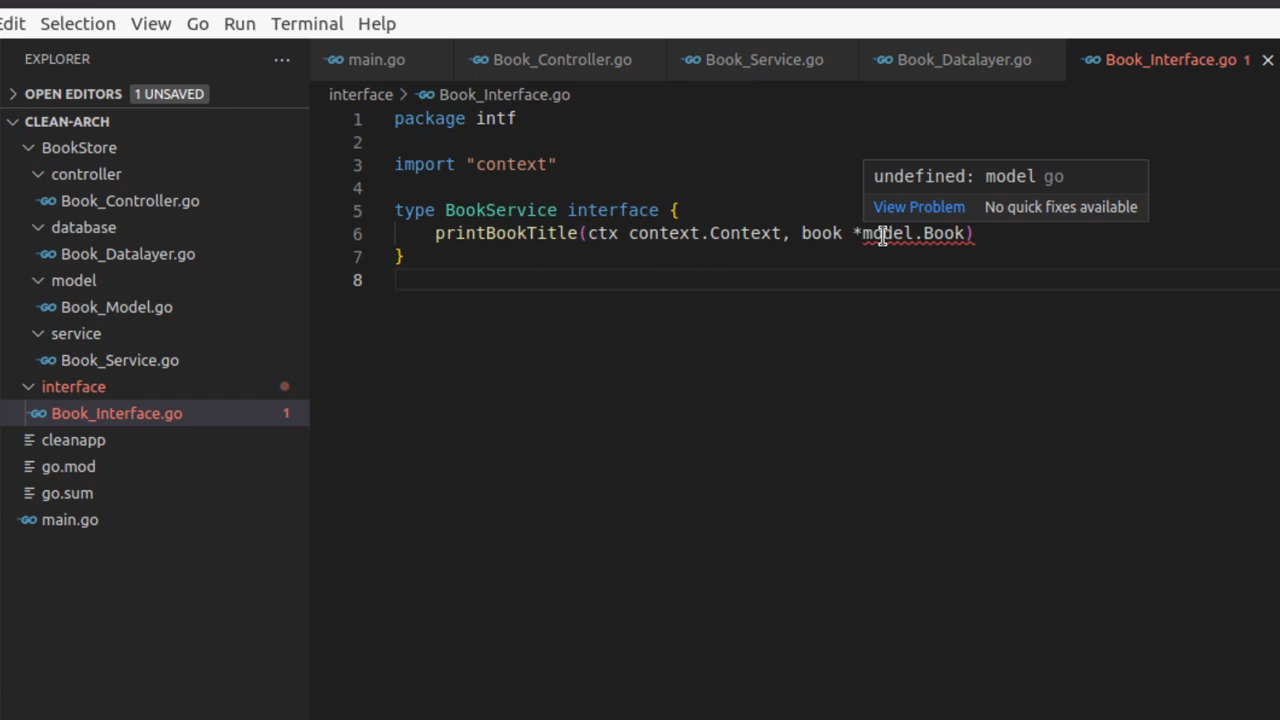 Edit Selection View Go Run Terminal Help
EXPLORER ...
main.go Book_Controller.go Book_Service.go Book_Datalayer.go Book_Interface.go 1
OPEN EDITORS 1 UNSAVED
interface > Book_Interface.go
CLEAN-ARCH
BookStore
controller
Book_Controller.go
database
Book_Datalayer.go
model
Book_Model.go
service
Book_Service.go
interface
Book_Interface.go 1
cleanapp
go.mod
go.sum
main.go
1 package intf
2
3 import "context"
4
5 type BookService interface {
6 printBookTitle(ctx context.Context, book *model.Book)
7 }
8
undefined: model go
View Problem No quick fixes available